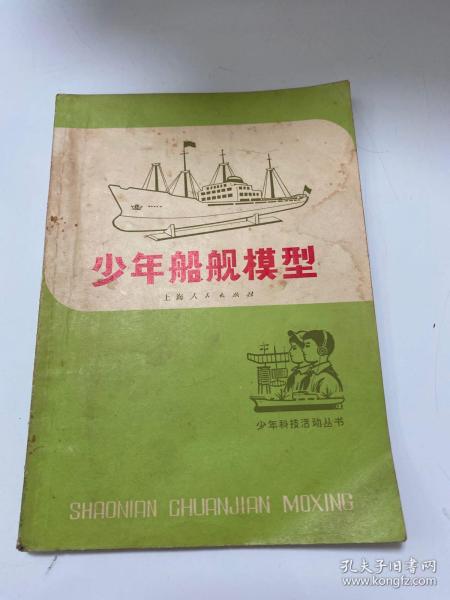 少年船舰模型
上海人民出版社
少年科技活动丛书
SHAONIAN CHUANJIAN MOXING
孔夫子旧书网
www.kongfz.com